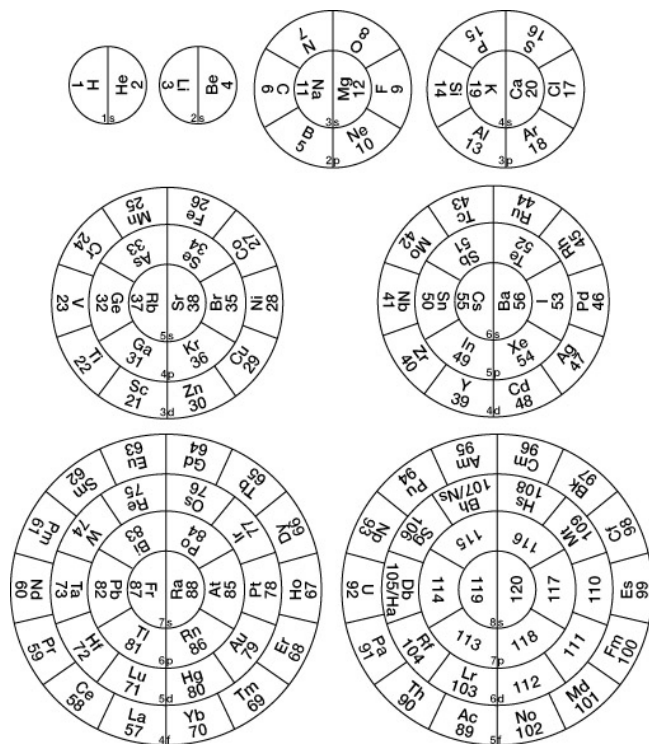 H
1
He
2
1s
Li
3
Be
4
2s
Na
11
Mg
12
3s
B
5
C
6
N
7
O
8
F
9
Ne
10
2p
K
19
Ca
20
4s
Al
13
Si
14
P
15
S
16
Cl
17
Ar
18
3p
Rb
37
Sr
38
5s
Ga
31
Ge
32
As
33
Se
34
Br
35
Kr
36
4p
Sc
21
Ti
22
V
23
Cr
24
Mn
25
Fe
26
Co
27
Ni
28
Cu
29
Zn
30
3d
Cs
55
Ba
56
6s
In
49
Sn
50
Sb
51
Te
52
I
53
Xe
54
5p
Y
39
Zr
40
Nb
41
Mo
42
Tc
43
Ru
44
Rh
45
Pd
46
Ag
47
Cd
48
4d
Fr
87
Ra
88
7s
Tl
81
Pb
82
Bi
83
Po
84
At
85
Rn
86
6p
Lu
71
Hf
72
Ta
73
W
74
Re
75
Os
76
Ir
77
Pt
78
Au
79
Hg
80
5d
La
57
Ce
58
Pr
59
Nd
60
Pm
61
Sm
62
Eu
63
Gd
64
Tb
65
Dy
66
Ho
67
Er
68
Tm
69
Yb
70
4f
119
120
8s
113
114
115
116
117
118
7p
Lr
103
Rf
104
Db
105/Ha
Sg
106
Bh
107/Ns
Hs
108
Mt
109
110
111
112
6d
Ac
89
Th
90
Pa
91
U
92
Np
93
Pu
94
Am
95
Cm
96
Bk
97
Cf
98
Es
99
Fm
100
Md
101
No
102
5f